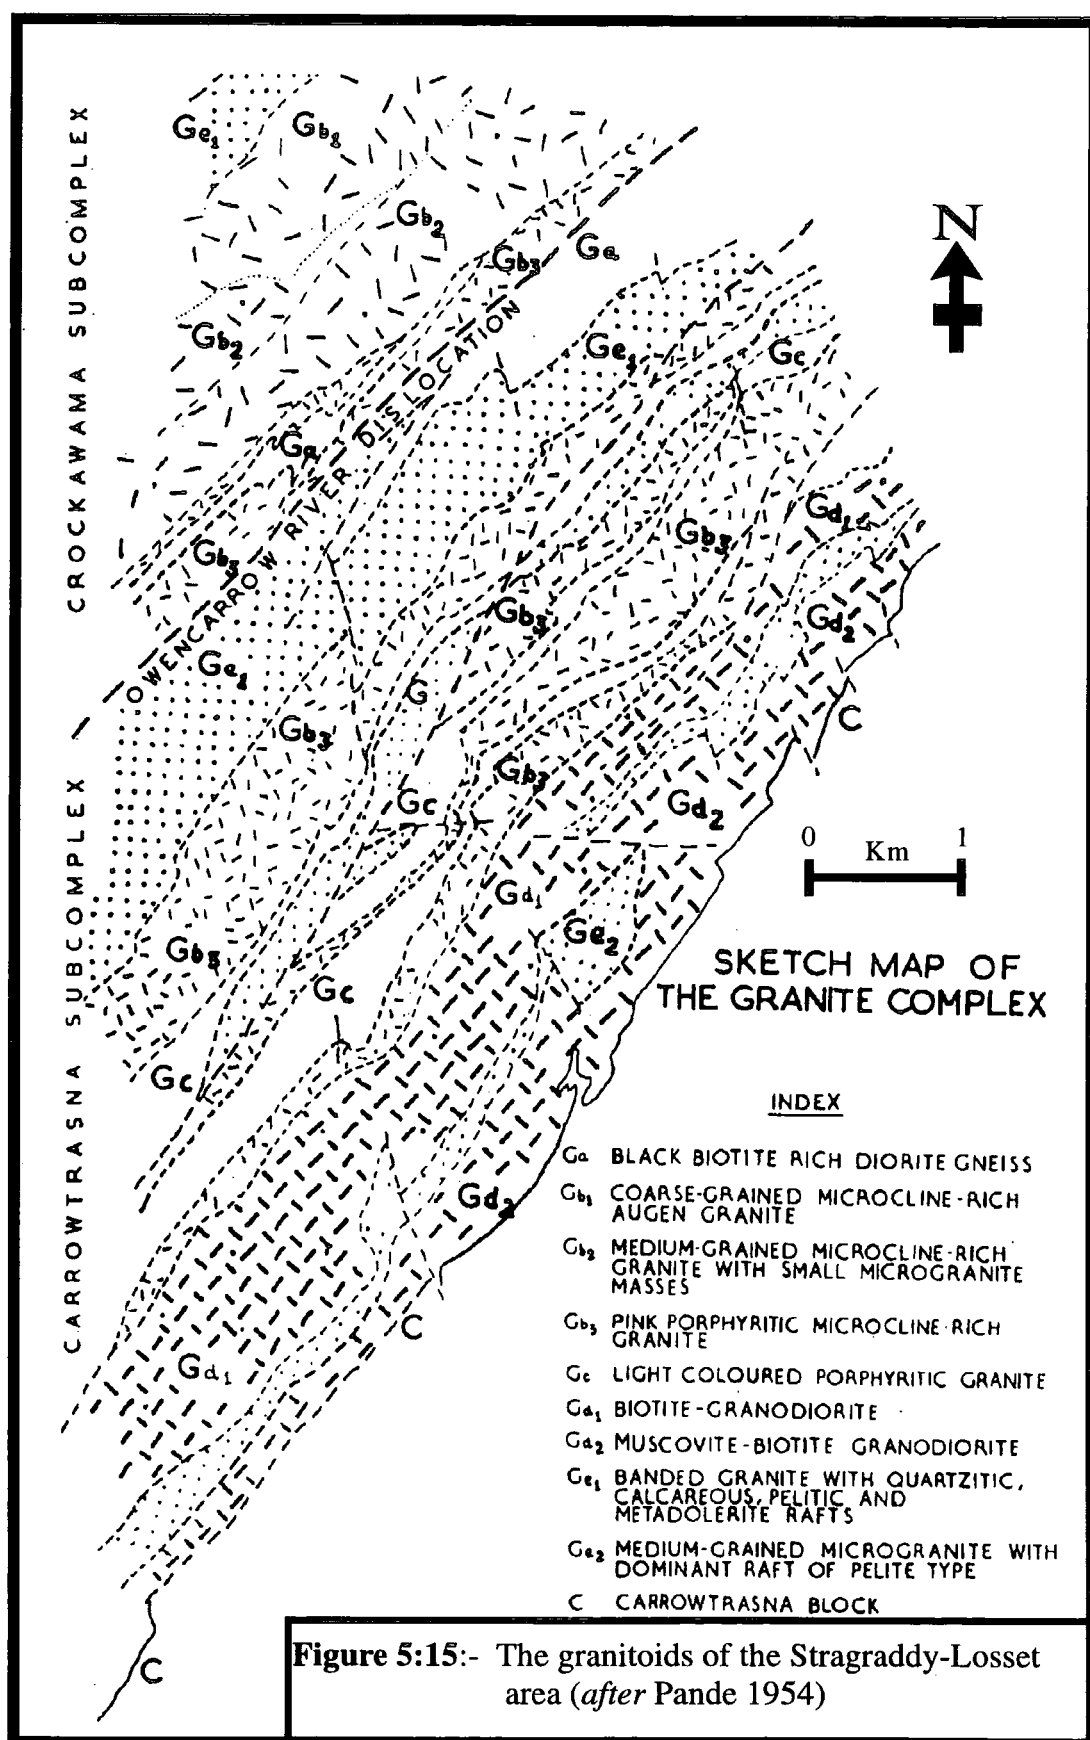 CROCKAWAMA SUBCOMPLEX
CARROWTRASNA SUBCOMPLEX
Ge1
Gb1
Gb2
Gb3
Ga
N
Gb2
Ge1
Gc
Ga
OWENCARROW RIVER DISLOCATION
Gd1
Gb3
Gb3
Gb3
Gd2
Ge1
G
C
Gb3
Gb3
Gc
Gd2
0 Km 1
Gd1
Ge2
Gb3
SKETCH MAP OF
THE GRANITE COMPLEX
Gc
Gc
INDEX
Ga BLACK BIOTITE RICH DIORITE GNEISS
Gb1 COARSE-GRAINED MICROCLINE-RICH
AUGEN GRANITE
Gb2 MEDIUM-GRAINED MICROCLINE-RICH
GRANITE WITH SMALL MICROGRANITE
MASSES
Gb3 PINK PORPHYRITIC MICROCLINE-RICH
GRANITE
Gc LIGHT COLOURED PORPHYRITIC GRANITE
Gd1 BIOTITE-GRANODIORITE
Gd2 MUSCOVITE-BIOTITE GRANODIORITE
Ge1 BANDED GRANITE WITH QUARTZITIC,
CALCAREOUS, PELITIC AND
METADOLERITE RAFTS
Ge2 MEDIUM-GRAINED MICROGRANITE WITH
DOMINANT RAFT OF PELITE TYPE
C CARROWTRASNA BLOCK
Gd2
C
Gd1
C
Figure 5:15:- The granitoids of the Stragraddy-Losset
area (after Pande 1954)